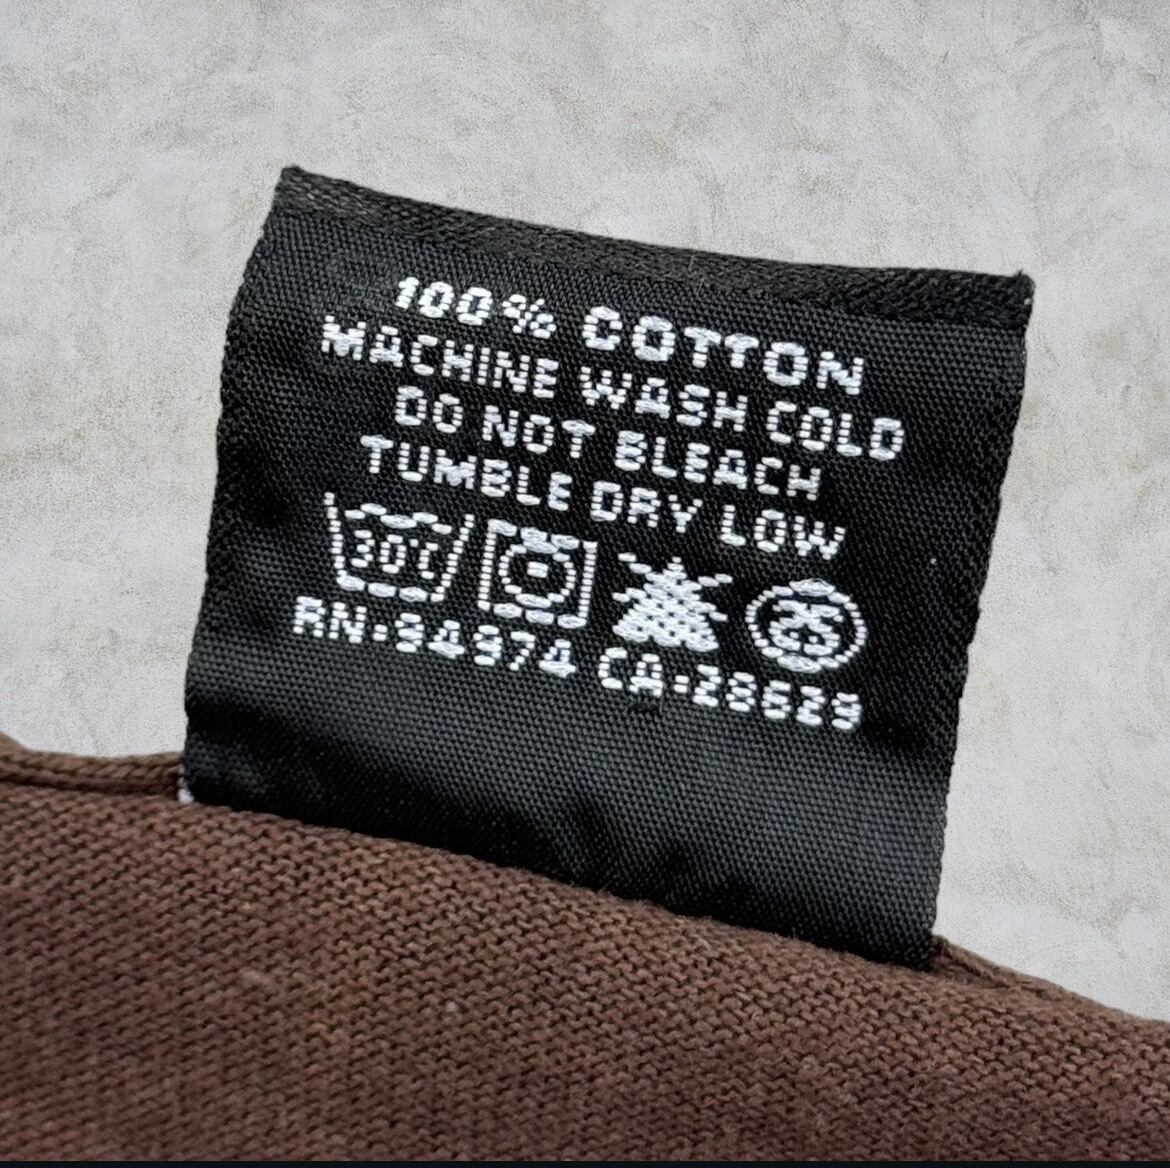 100% COTTON
MACHINE WASH COLD
DO NOT BLEACH
TUMBLE DRY LOW
30℃
RN·94974 CA·28629